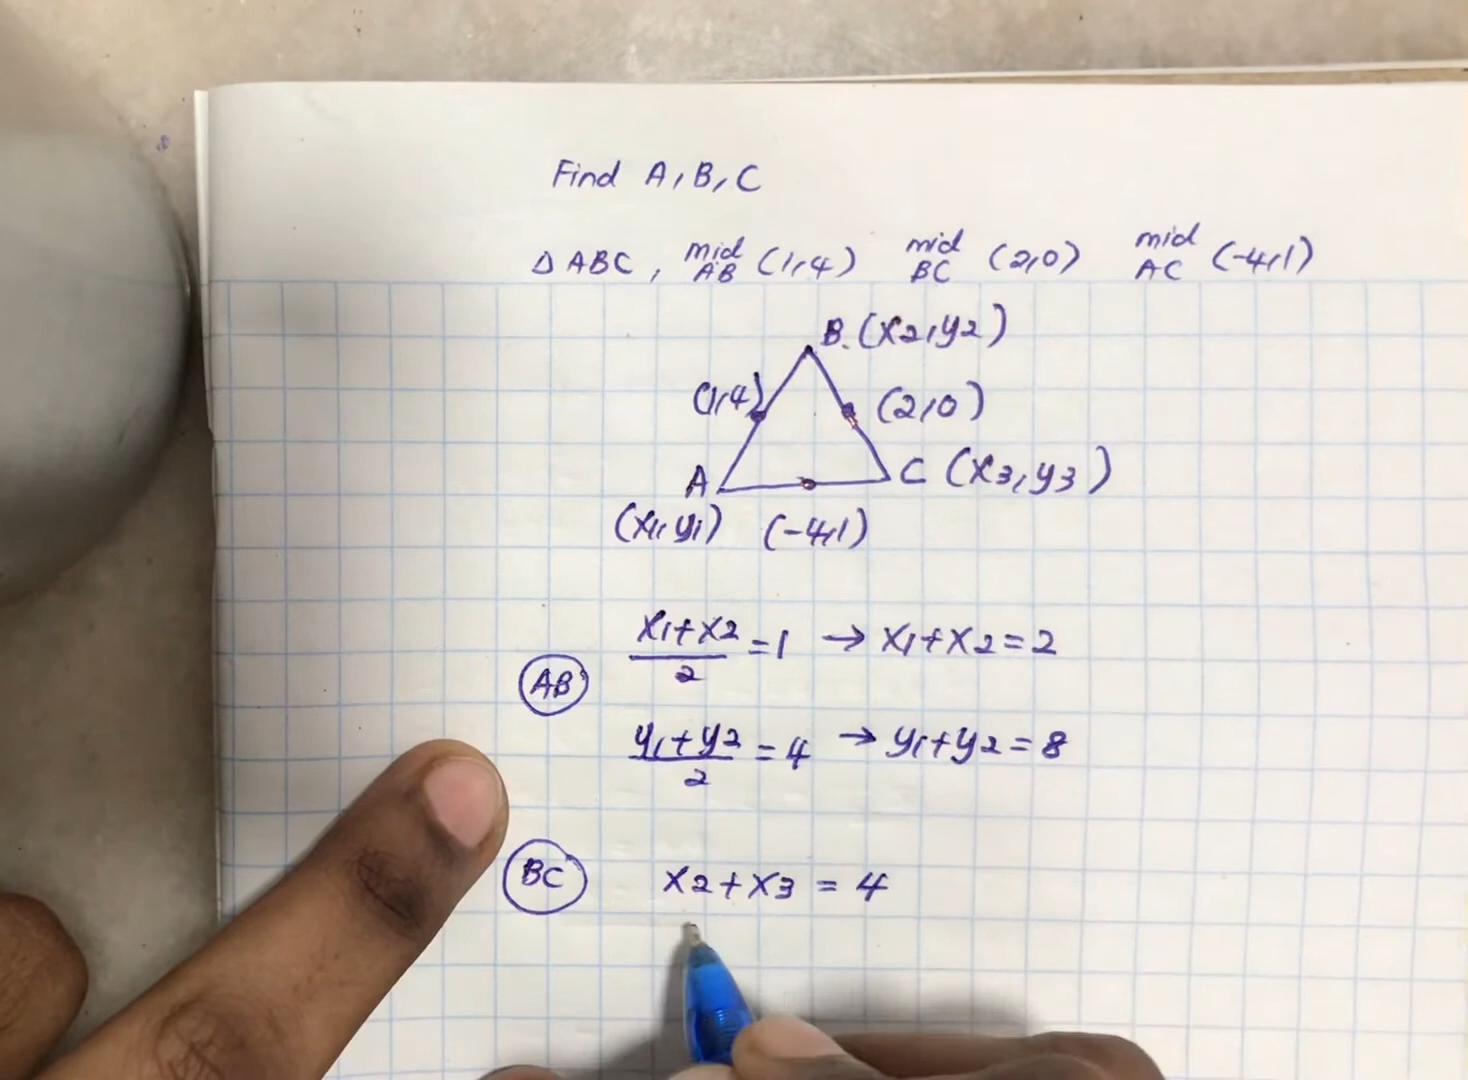 Find A, B, C
△ ABC, mid AB (1,4) mid BC (2,0) mid AC (-4,1)
B. (x2,y2)
(1,4) (2,0)
A C (x3,y3)
(x1,y1) (-4,1)
(x1+x2)/2 = 1 → x1+x2 = 2
AB
(y1+y2)/2 = 4 → y1+y2 = 8
BC x2+x3 = 4